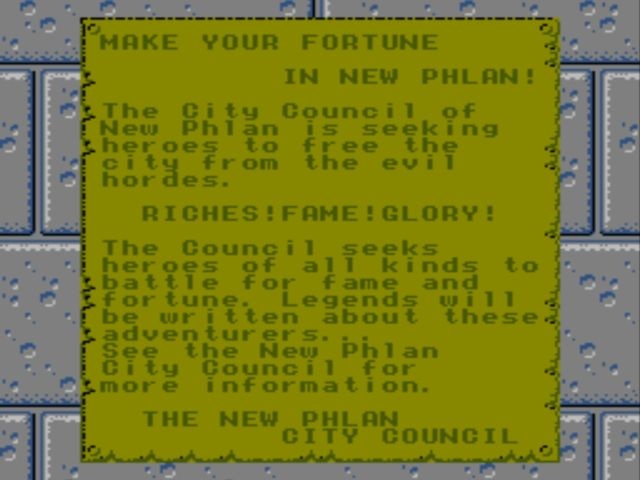 MAKE YOUR FORTUNE
IN NEW PHLAN!
The City Council of
New Phlan is seeking
heroes to free the
city from the evil
hordes.
RICHES!FAME!GLORY!
The Council seeks
heroes of all kinds to
battle for fame and
fortune. Legends will
be written about these
adventurers...
See the New Phlan
City Council for
more information.
THE NEW PHLAN
CITY COUNCIL